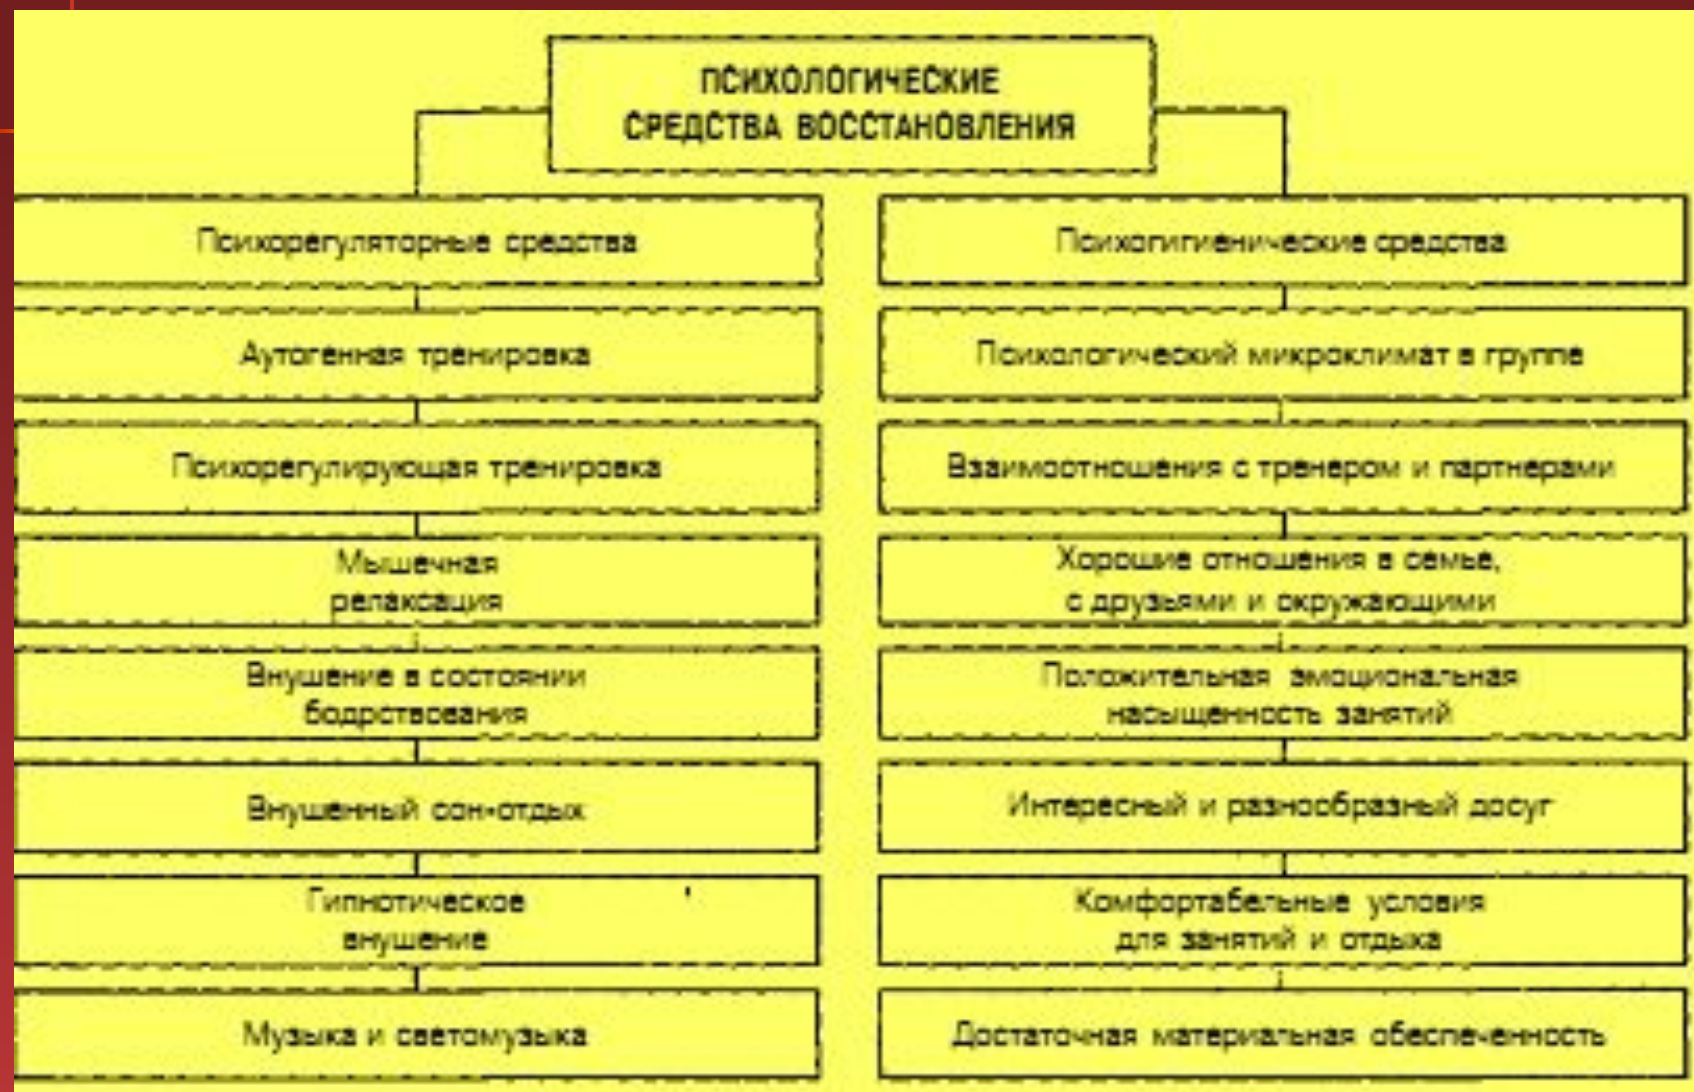 ПСИХОЛОГИЧЕСКИЕ
СРЕДСТВА ВОССТАНОВЛЕНИЯ
Психорегуляторные средства
Аутогенная тренировка
Психорегулирующая тренировка
Мышечная
релаксация
Внушение в состоянии
бодрствования
Внушенный сон-отдых
Гипнотическое
внушение
Музыка и светомузыка
Психогигиенические средства
Психологический микроклимат в группе
Взаимоотношения с тренером и партнерами
Хорошие отношения в семье,
с друзьями и окружающими
Положительная эмоциональная
насыщенность занятий
Интересный и разнообразный досуг
Комфортабельные условия
для занятий и отдыха
Достаточная материальная обеспеченность